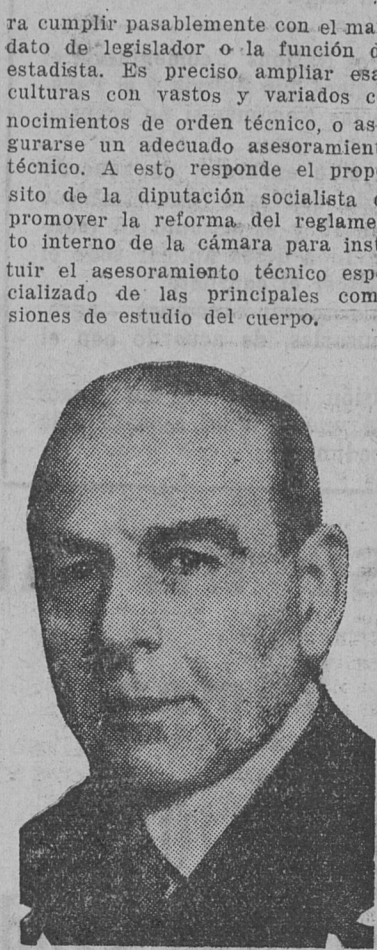 ra cumplir pasablemente con el ma
dato de legislador o la función d
estadista. Es preciso ampliar esa
culturas con vastos y variados c
nocimientos de orden técnico, o as
gurarse un adecuado asesoramient
técnico. A esto responde el prop
sito de la diputación socialista d
promover la reforma del reglame
to interno de la cámara para inst
tuir el asesoramiento técnico espe
cializado de las principales com
siones de estudio del cuerpo.